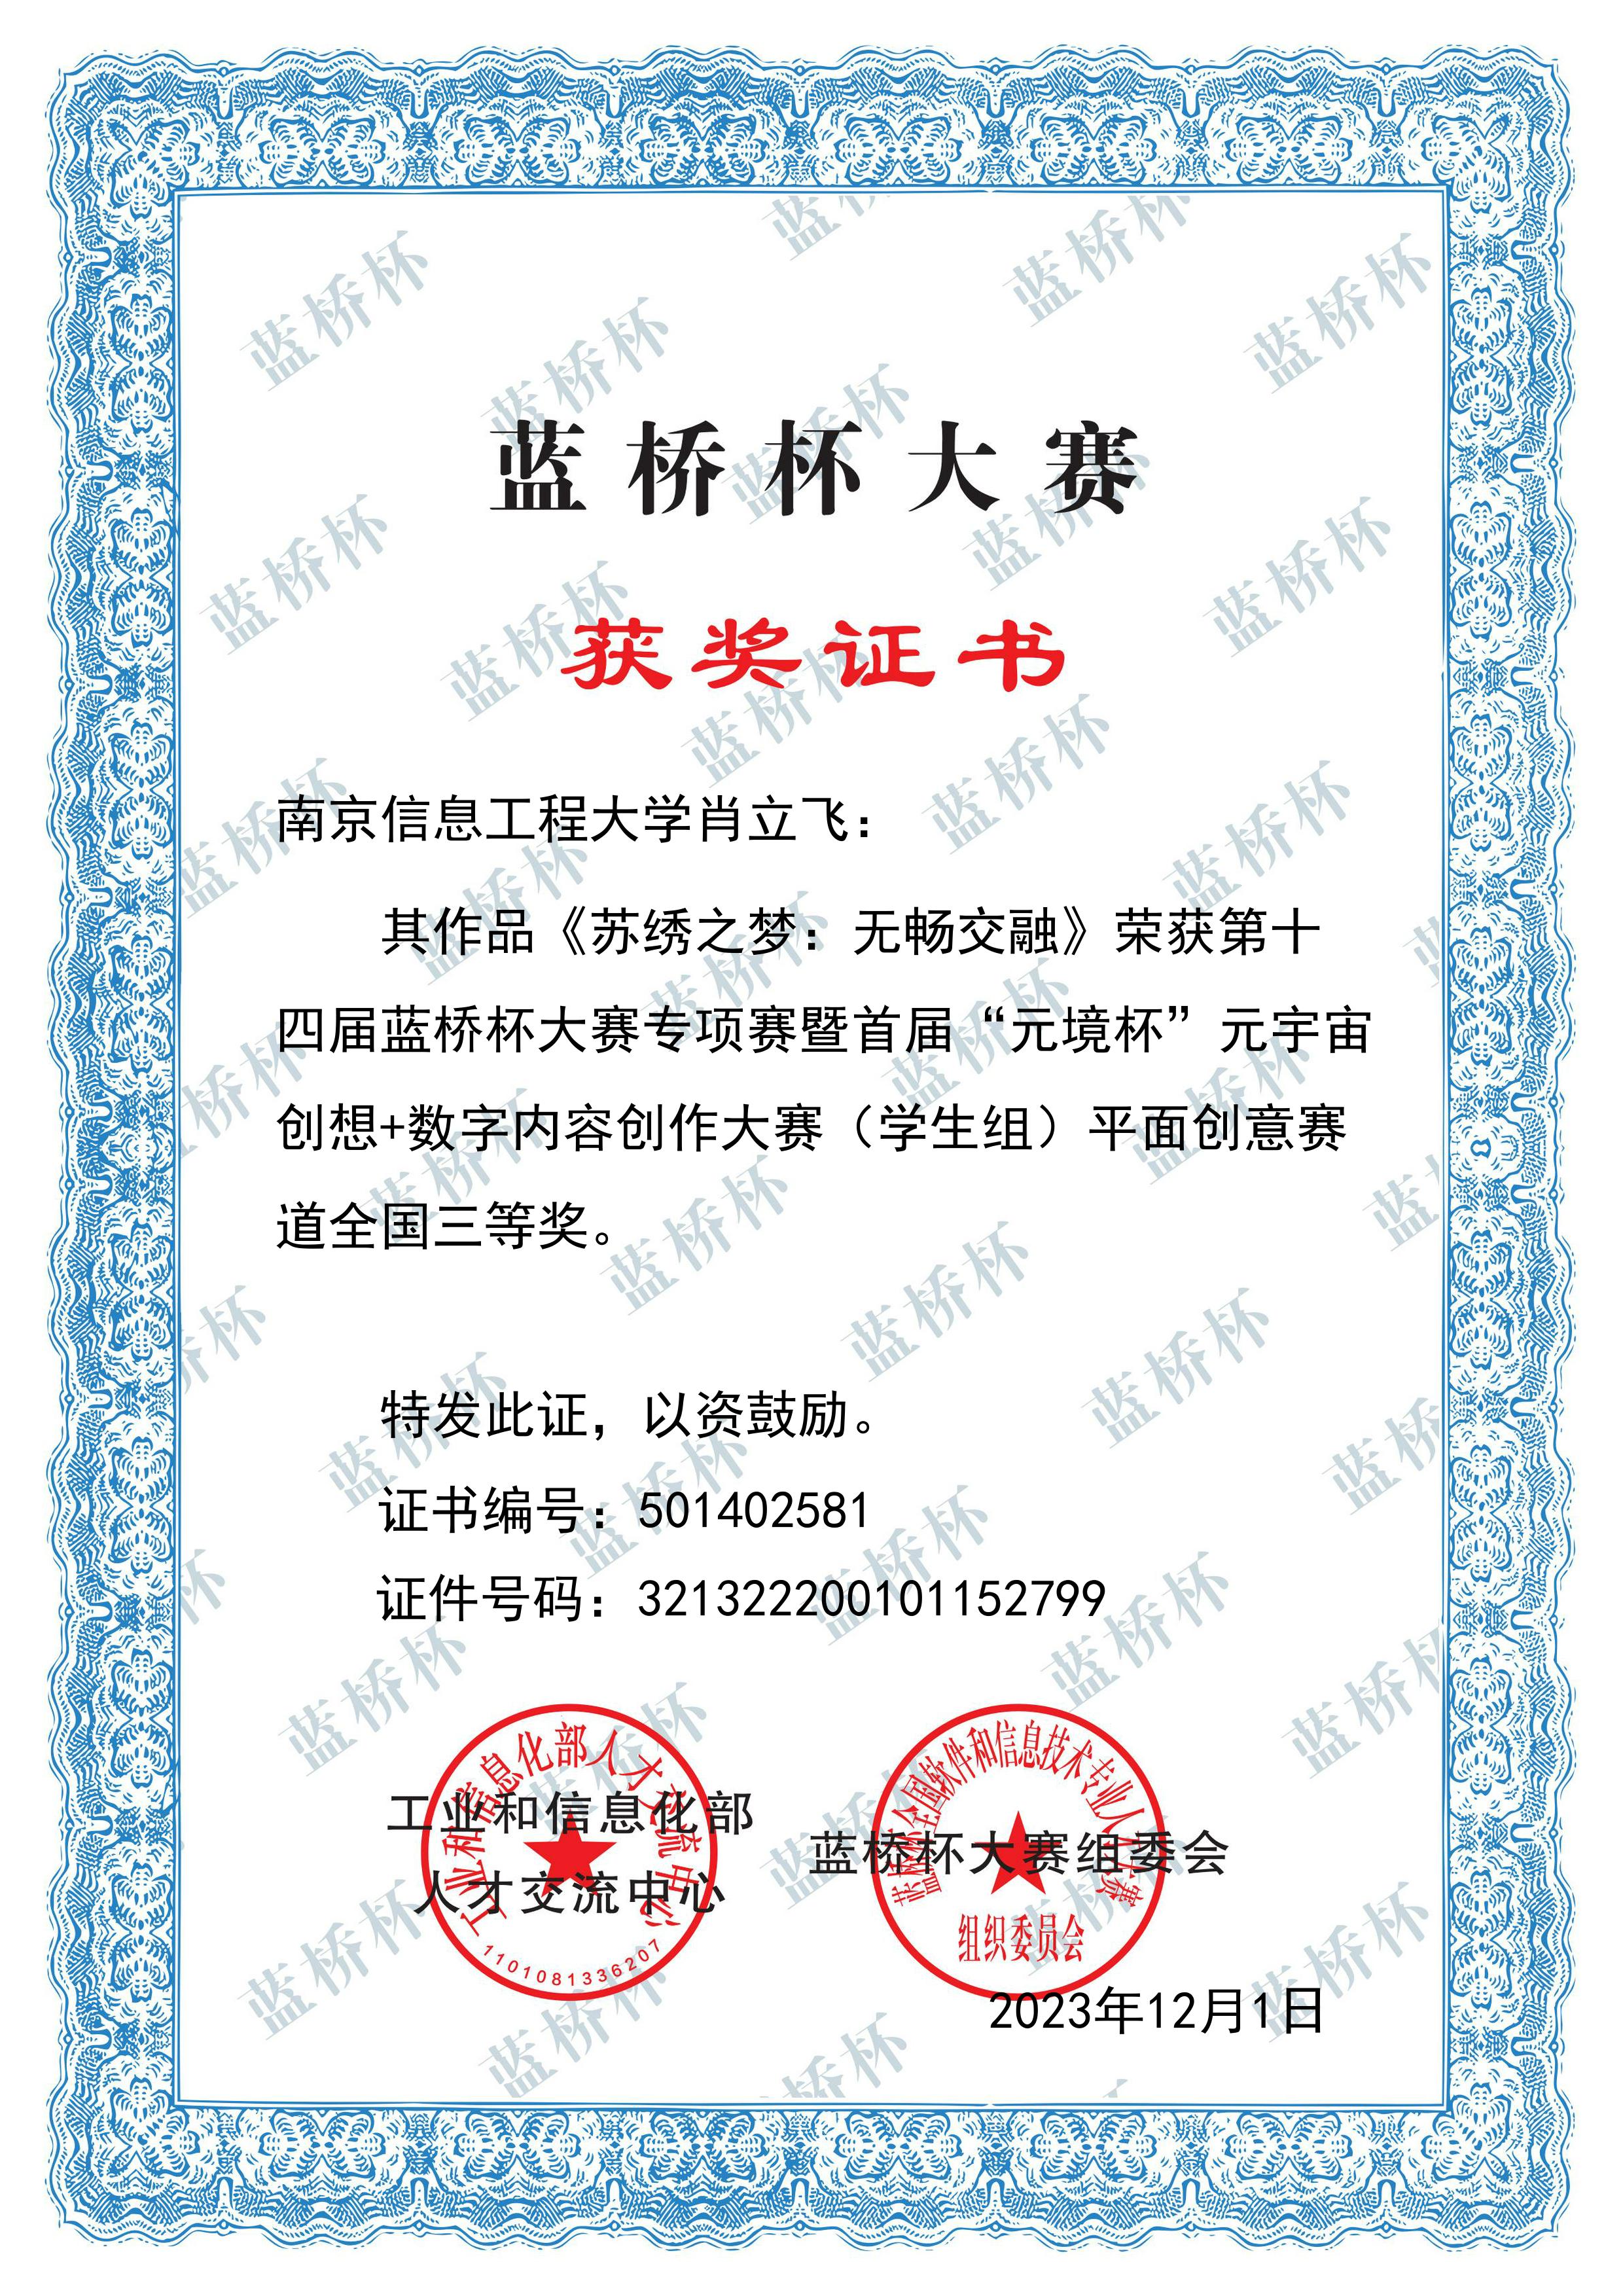 蓝桥杯大赛
获奖证书
南京信息工程大学肖立飞：
其作品《苏绣之梦：无畅交融》荣获第十
四届蓝桥杯大赛专项赛暨首届“元境杯”元宇宙
创想+数字内容创作大赛（学生组）平面创意赛
道全国三等奖。
特发此证，以资鼓励。
证书编号：501402581
证件号码：321322200101152799
工业和信息化部人才交流中心
工业和信息化部
人才交流中心
1101081336207
蓝桥杯全国软件和信息技术专业人才大赛
蓝桥杯大赛组委会
组织委员会
2023年12月1日
蓝桥杯